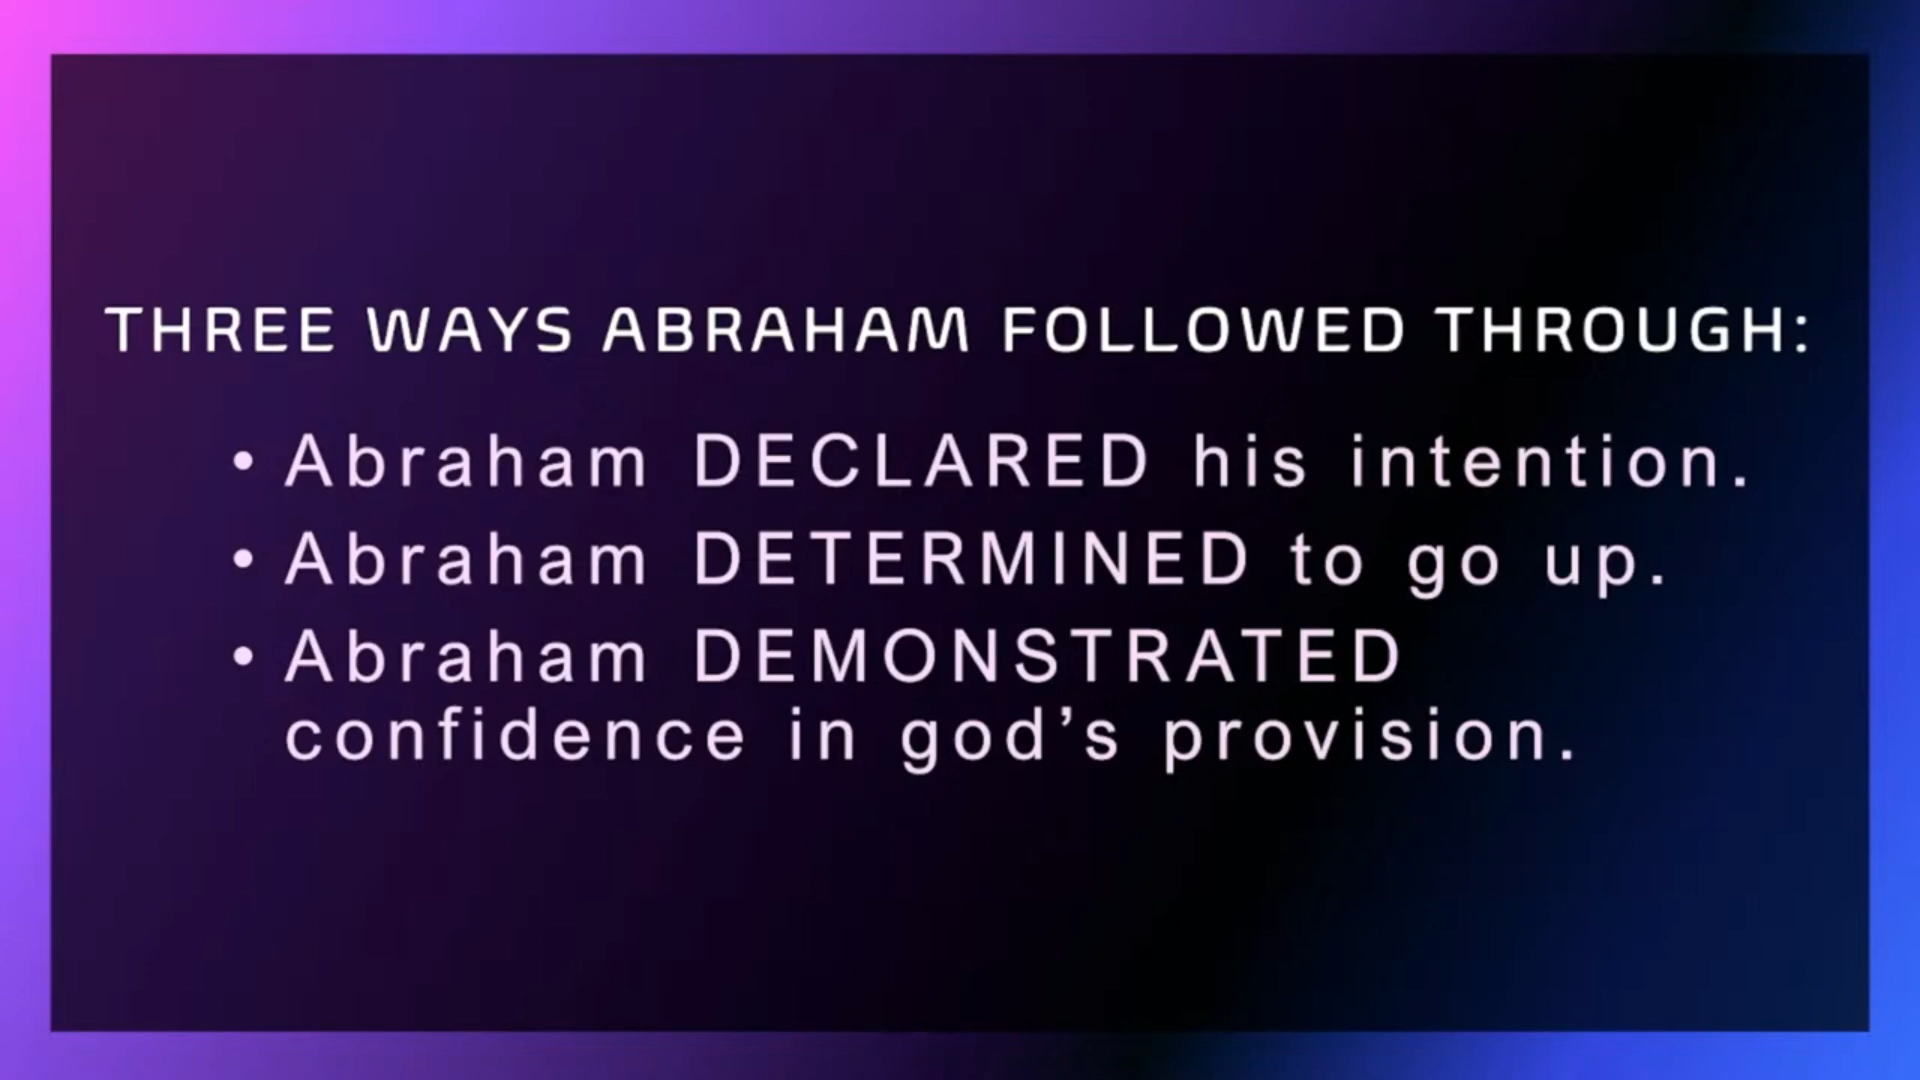 THREE WAYS ABRAHAM FOLLOWED THROUGH:
• Abraham DECLARED his intention.
• Abraham DETERMINED to go up.
• Abraham DEMONSTRATED
confidence in god’s provision.